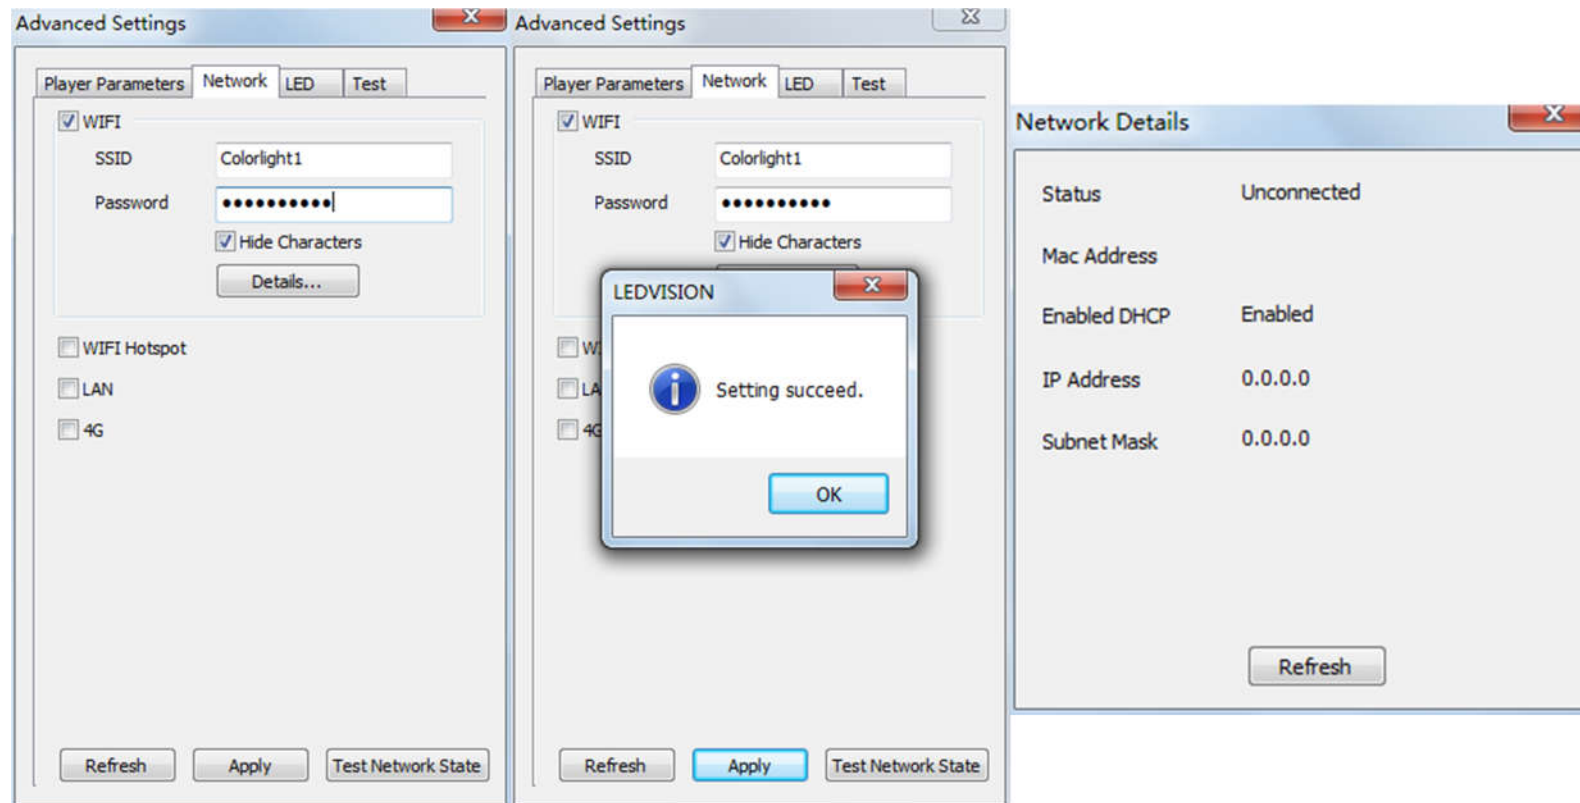 Advanced Settings
Player Parameters Network LED Test
WIFI
SSID Colorlight1
Password ●●●●●●●●●●
Hide Characters
Details...
WIFI Hotspot
LAN
4G
Refresh Apply Test Network State
Advanced Settings
Player Parameters Network LED Test
WIFI
SSID Colorlight1
Password ●●●●●●●●●●
Hide Characters
LEDVISION
Setting succeed.
OK
4G
Refresh Apply Test Network State
Network Details
Status Unconnected
Mac Address
Enabled DHCP Enabled
IP Address 0.0.0.0
Subnet Mask 0.0.0.0
Refresh